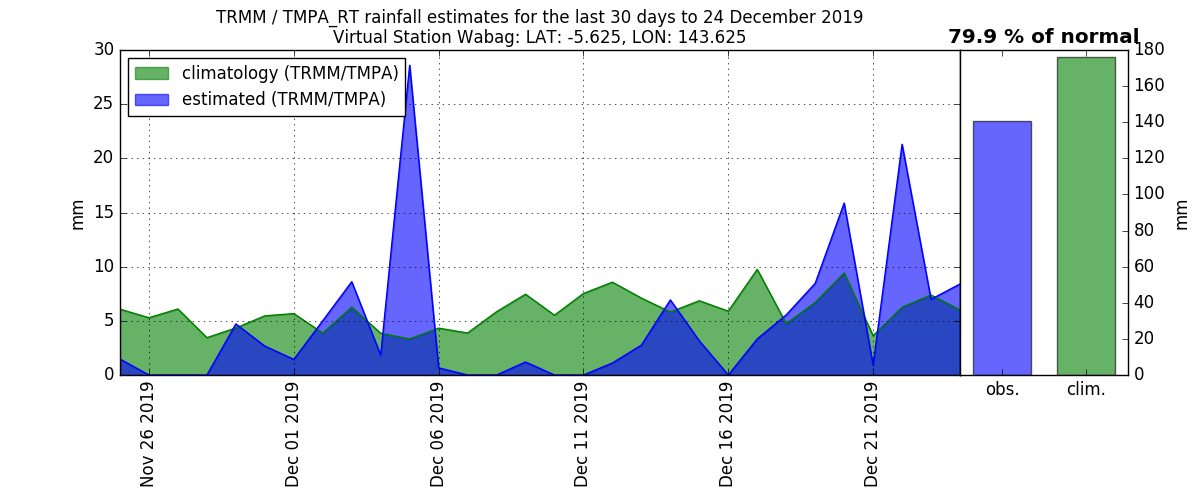 TRMM / TMPA_RT rainfall estimates for the last 30 days to 24 December 2019
Virtual Station Wabag: LAT: -5.625, LON: 143.625
79.9 % of normal
climatology (TRMM/TMPA)
estimated (TRMM/TMPA)
mm
30
25
20
15
10
5
0
Nov 26 2019
Dec 01 2019
Dec 06 2019
Dec 11 2019
Dec 16 2019
Dec 21 2019
obs.
clim.
180
160
140
120
100
80
60
40
20
0
mm